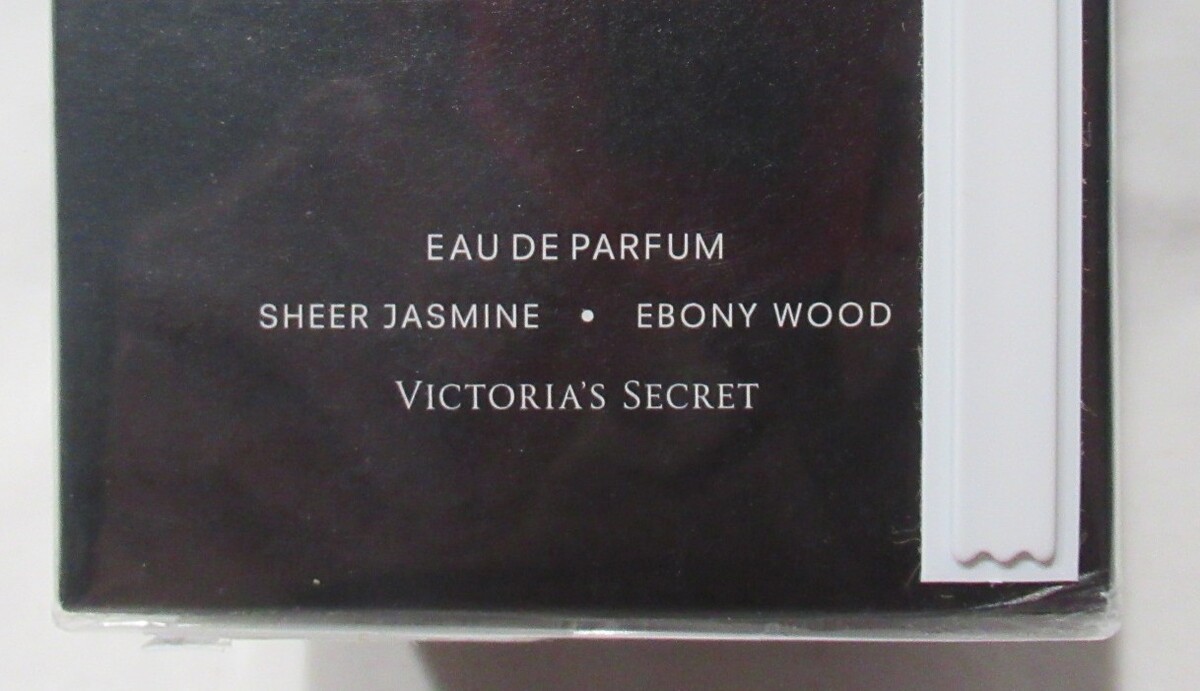 EAU DE PARFUM
SHEER JASMINE • EBONY WOOD
VICTORIA'S SECRET